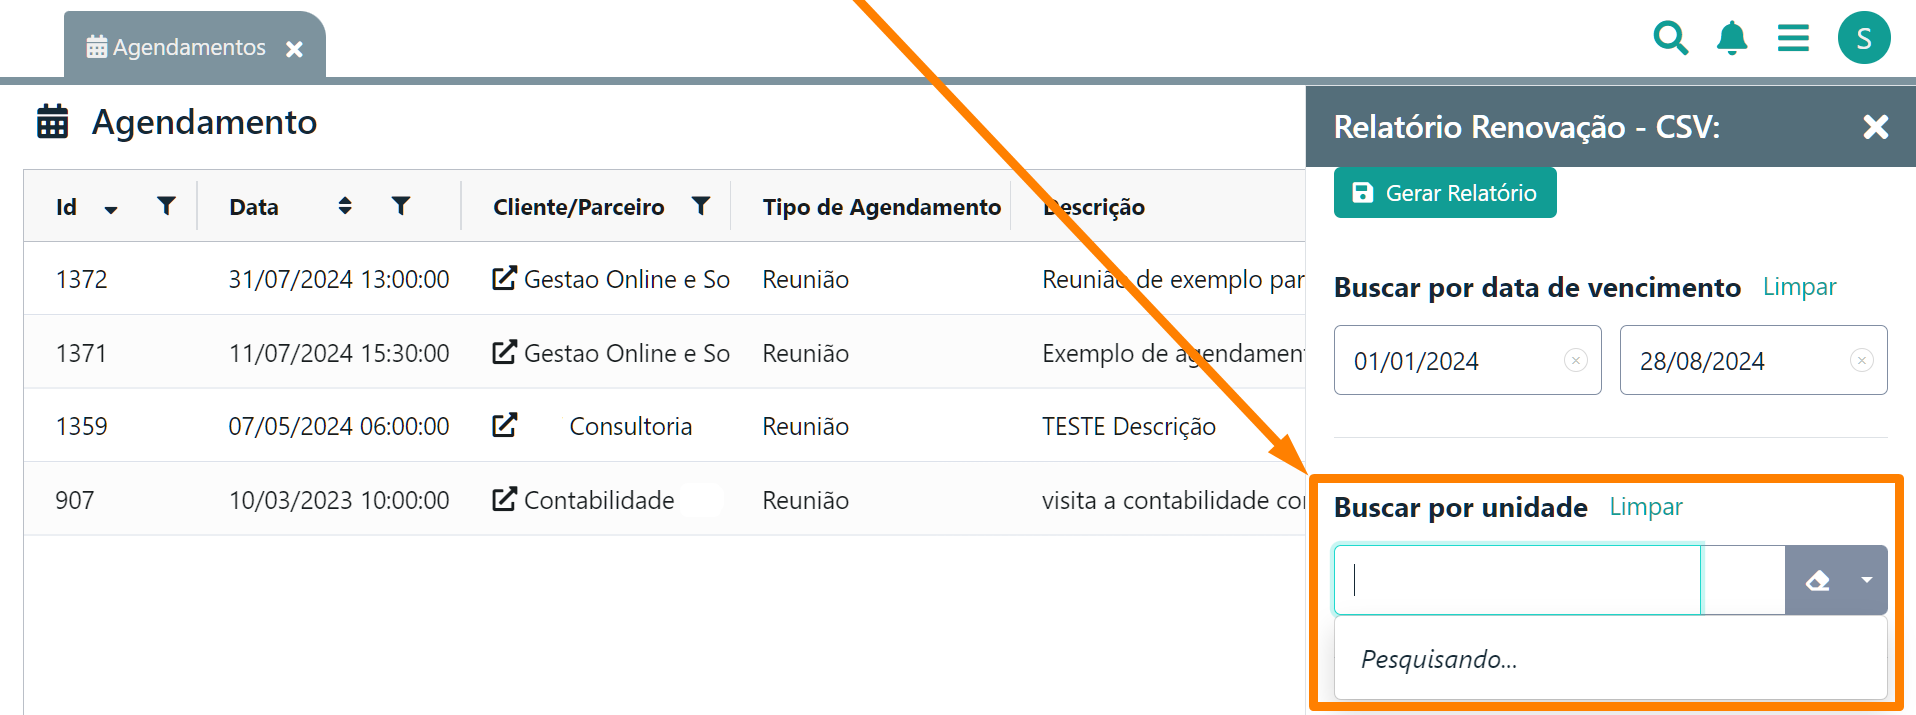 Agendamentos
S
Agendamento
Relatório Renovação - CSV:
Gerar Relatório
Id Data Cliente/Parceiro Tipo de Agendamento Descrição
1372 31/07/2024 13:00:00 Gestao Online e So Reunião Reunião de exemplo par
1371 11/07/2024 15:30:00 Gestao Online e So Reunião Exemplo de agendamen
1359 07/05/2024 06:00:00 Consultoria Reunião TESTE Descrição
907 10/03/2023 10:00:00 Contabilidade Reunião visita a contabilidade co
Buscar por data de vencimento Limpar
01/01/2024 28/08/2024
Buscar por unidade Limpar
Pesquisando...